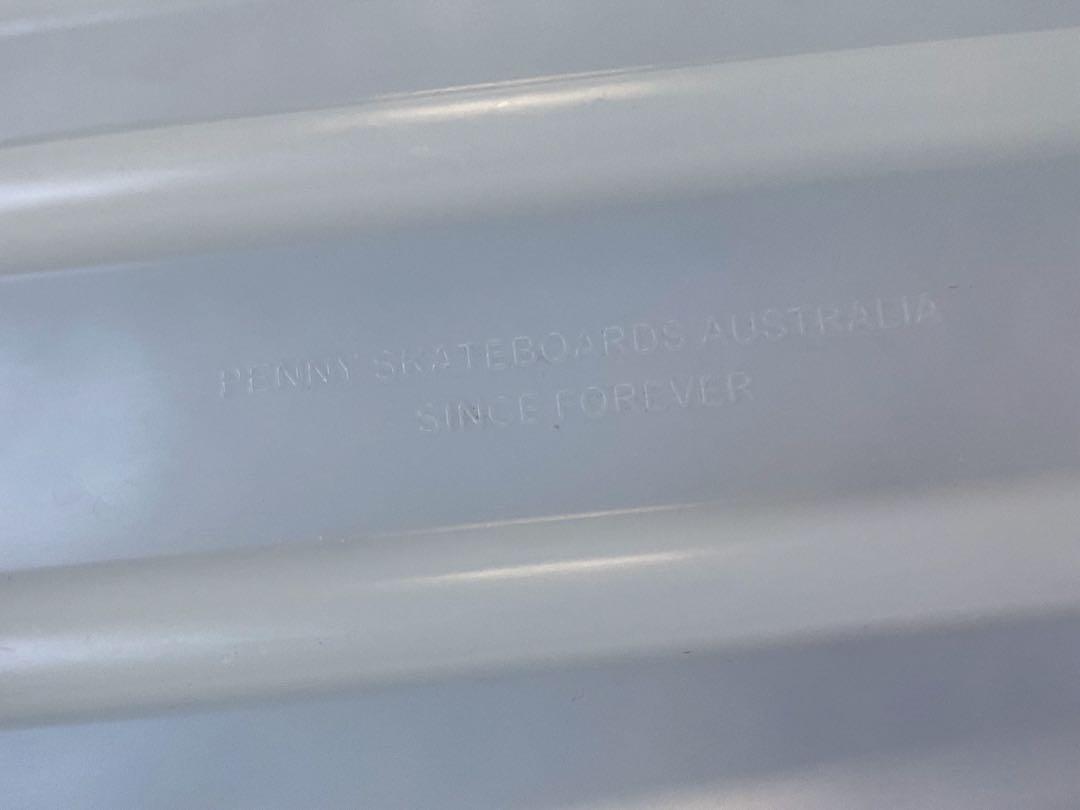 PENNY SKATEBOARDS AUSTRALIA
SINCE FOREVER